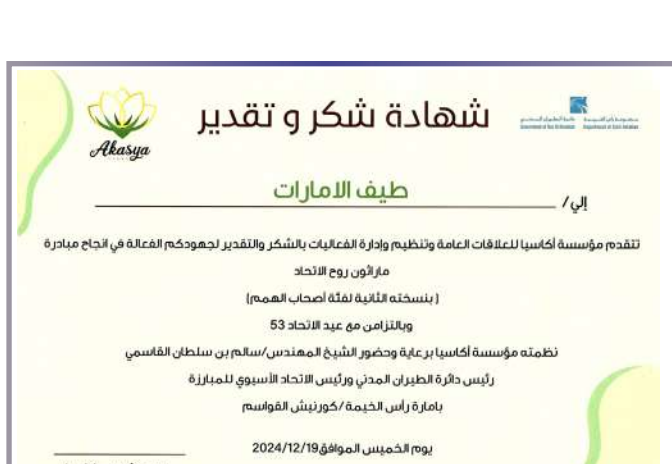 شهادة شكر و تقدير
Akasya
إلي/ طيف الامارات
تتقدم مؤسسة أكاسيا للعلاقات العامة وتنظيم وإدارة الفعاليات بالشكر والتقدير لجهودكم الفعالة في انجاح مبادرة
ماراثون روح الاتحاد
( بنسخته الثانية لفئة أصحاب الهمم)
وبالتزامن مع عيد الاتحاد 53
نظمته مؤسسة أكاسيا برعاية وحضور الشيخ المهندس/سالم بن سلطان القاسمي
رئيس دائرة الطيران المدني ورئيس الاتحاد الأسيوي للمبارزة
بامارة رأس الخيمة/كورنيش القواسم
يوم الخميس الموافق2024/12/19